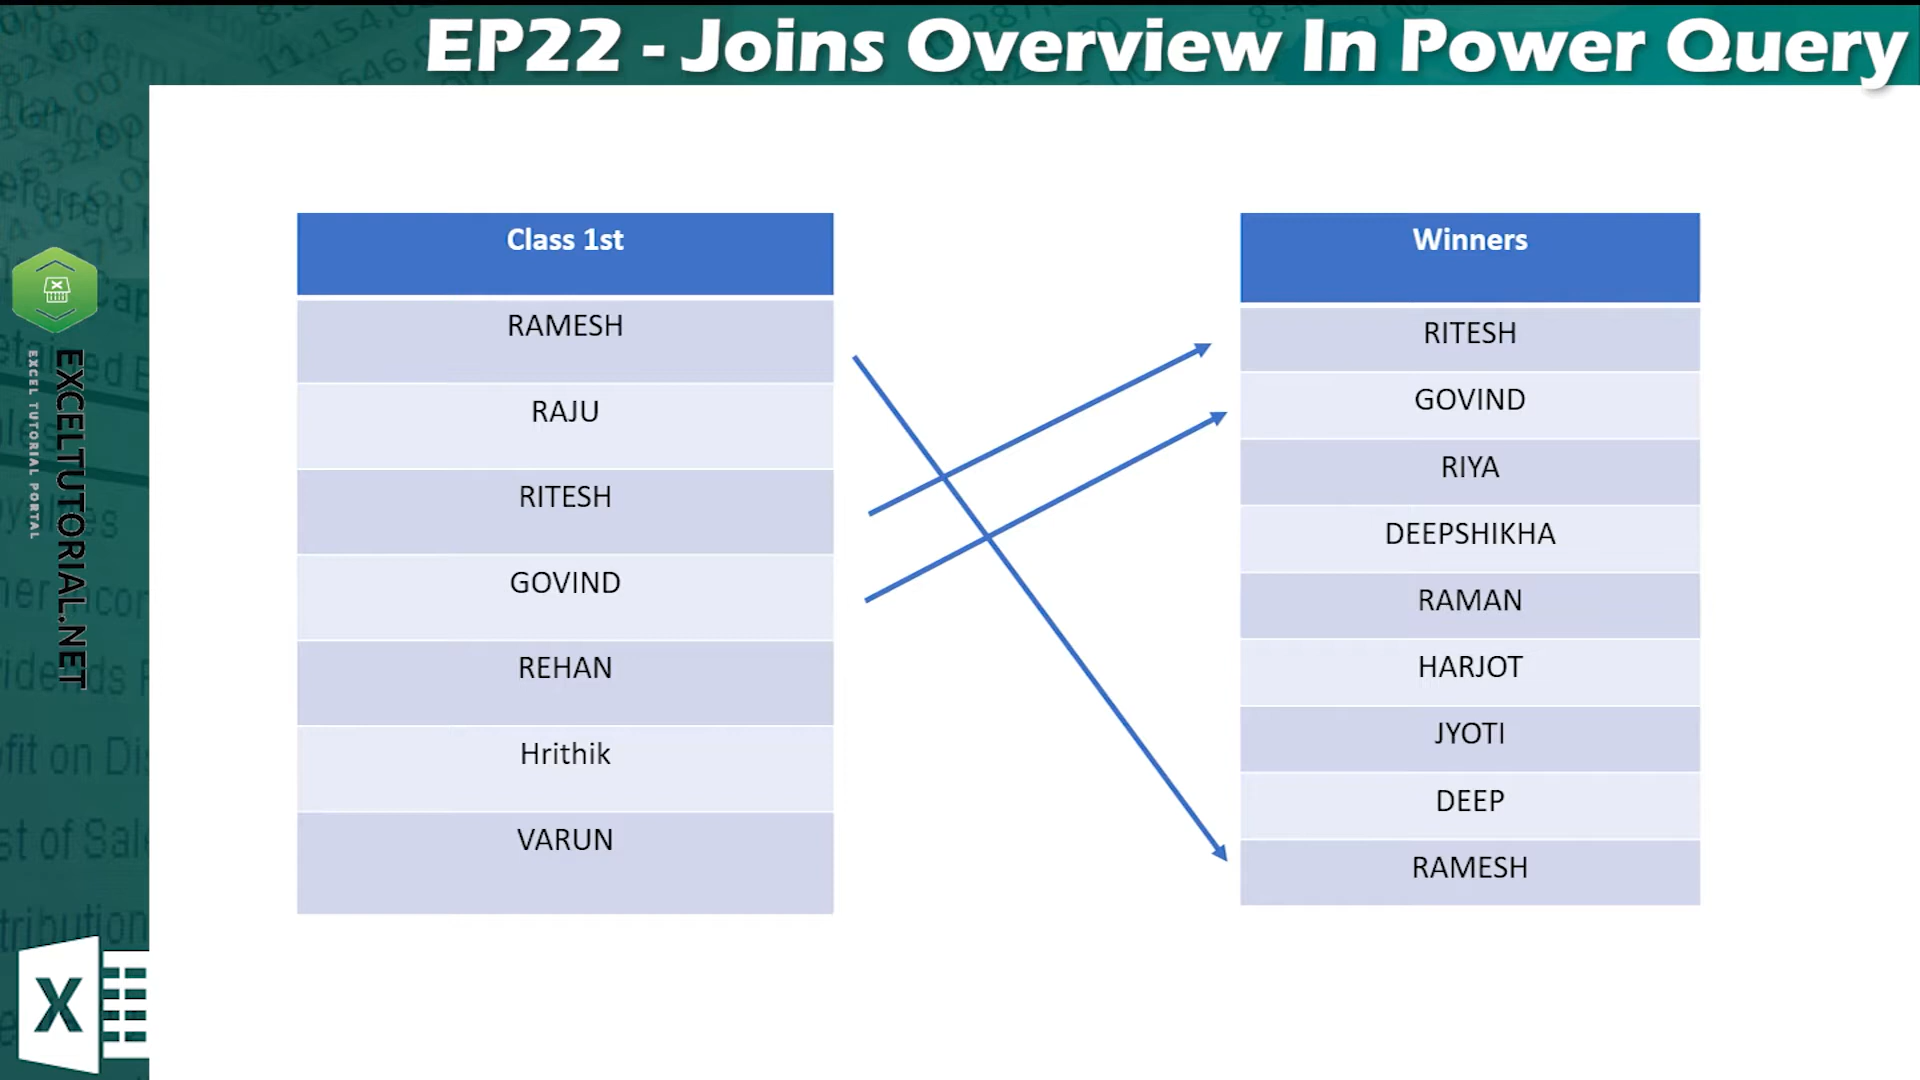 EP22 - Joins Overview In Power Query
Class 1st
RAMESH
RAJU
RITESH
GOVIND
REHAN
Hrithik
VARUN
Winners
RITESH
GOVIND
RIYA
DEEPSHIKHA
RAMAN
HARJOT
JYOTI
DEEP
RAMESH
EXCELTUTORIAL.NET
EXCEL TUTORIAL PORTAL
X